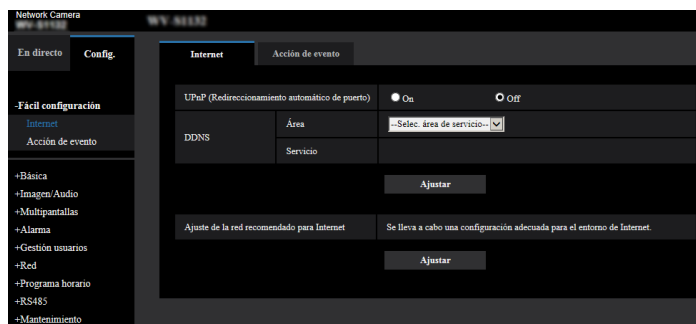 Network Camera
WV-S1132
WV-S1132
En directo
Config.
Internet
Acción de evento
-Fácil configuración
Internet
Acción de evento
+Básica
+Imagen/Audio
+Multipantallas
+Alarma
+Gestión usuarios
+Red
+Programa horario
+RS485
+Mantenimiento
UPnP (Redireccionamiento automático de puerto)
On
Off
DDNS
Área
--Selec. área de servicio--
Servicio
Ajustar
Ajuste de la red recomendado para Internet
Se lleva a cabo una configuración adecuada para el entorno de Internet.
Ajustar